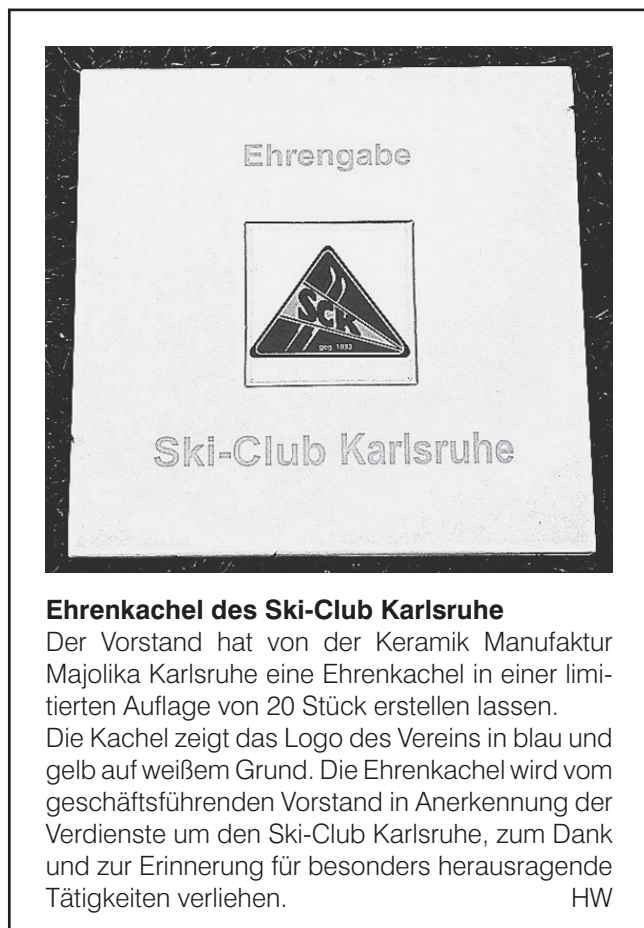 Ehrengabe
SCK
geg. 1893
Ski-Club Karlsruhe
Ehrenkachel des Ski-Club Karlsruhe
Der Vorstand hat von der Keramik Manufaktur
Majolika Karlsruhe eine Ehrenkachel in einer limi-
tierten Auflage von 20 Stück erstellen lassen.
Die Kachel zeigt das Logo des Vereins in blau und
gelb auf weißem Grund. Die Ehrenkachel wird vom
geschäftsführenden Vorstand in Anerkennung der
Verdienste um den Ski-Club Karlsruhe, zum Dank
und zur Erinnerung für besonders herausragende
Tätigkeiten verliehen. HW